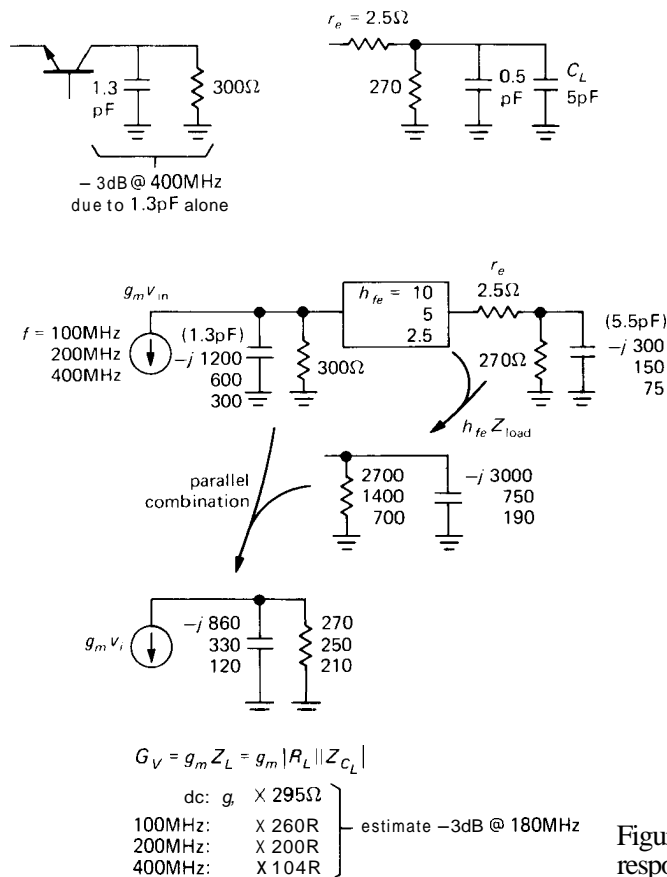 r_e = 2.5Ω
1.3
pF
300Ω
270
0.5
pF
C_L
5pF
− 3dB @ 400MHz
due to 1.3pF alone
g_m v_in
f = 100MHz
200MHz
400MHz
(1.3pF)
−j 1200
600
300
300Ω
h_fe = 10
5
2.5
r_e
2.5Ω
270Ω
(5.5pF)
−j 300
150
75
h_fe Z_load
parallel
combination
2700
1400
700
−j 3000
750
190
g_m v_i
−j 860
330
120
270
250
210
G_V = g_m Z_L = g_m |R_L||Z_C_L|
dc: g, × 295Ω
100MHz: × 260R
200MHz: × 200R
400MHz: × 104R
estimate −3dB @ 180MHz
Figur
respo